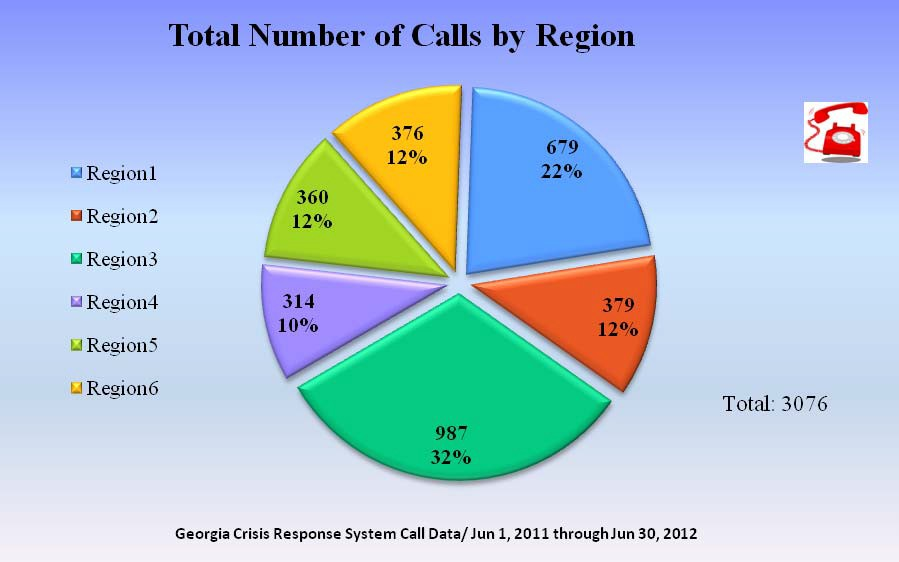 Total Number of Calls by Region
Region1
Region2
Region3
Region4
Region5
Region6
376
12%
679
22%
360
12%
379
12%
314
10%
987
32%
Total: 3076
Georgia Crisis Response System Call Data/ Jun 1, 2011 through Jun 30, 2012